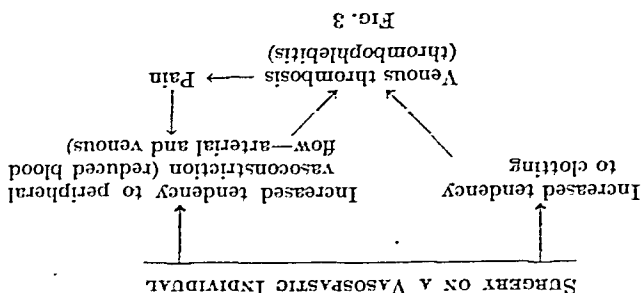 SURGERY ON A VASOSPASTIC INDIVIDUAL
Increased tendency
to clotting
Increased tendency to peripheral
vasoconstriction (reduced blood
flow—arterial and venous)
Venous thrombosis
(thrombophlebitis)
Pain
FIG. 3